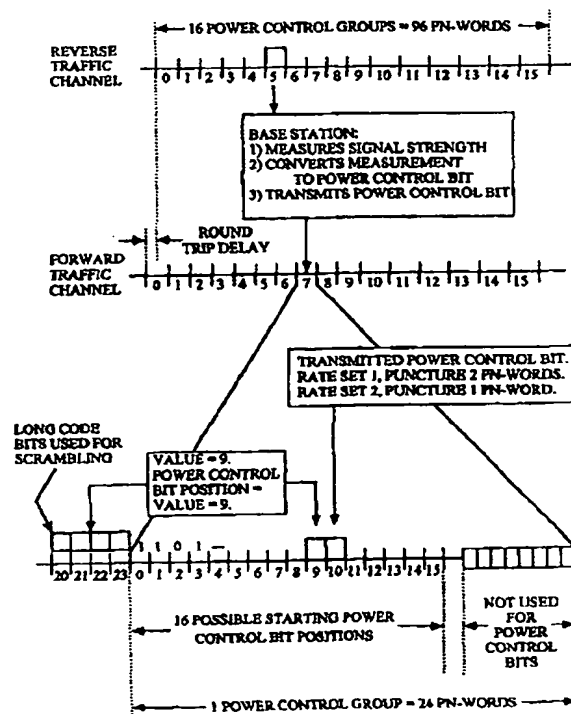 16 POWER CONTROL GROUPS = 96 PN-WORDS
REVERSE
TRAFFIC
CHANNEL
0 1 2 3 4 5 6 7 8 9 10 11 12 13 14 15
BASE STATION:
1) MEASURES SIGNAL STRENGTH
2) CONVERTS MEASUREMENT
TO POWER CONTROL BIT
3) TRANSMITS POWER CONTROL BIT
ROUND
TRIP DELAY
FORWARD
TRAFFIC
CHANNEL
0 1 2 3 4 5 6 7 8 9 10 11 12 13 14 15
TRANSMITTED POWER CONTROL BIT.
RATE SET 1, PUNCTURE 2 PN-WORDS.
RATE SET 2, PUNCTURE 1 PN-WORD.
LONG CODE
BITS USED FOR
SCRAMBLING
VALUE = 9.
POWER CONTROL
BIT POSITION =
VALUE = 9.
1 1 0 1 —
20 21 22 23 0 1 2 3 4 5 6 7 8 9 10 11 12 13 14 15
16 POSSIBLE STARTING POWER
CONTROL BIT POSITIONS
NOT USED
FOR
POWER
CONTROL
BITS
1 POWER CONTROL GROUP = 24 PN-WORDS